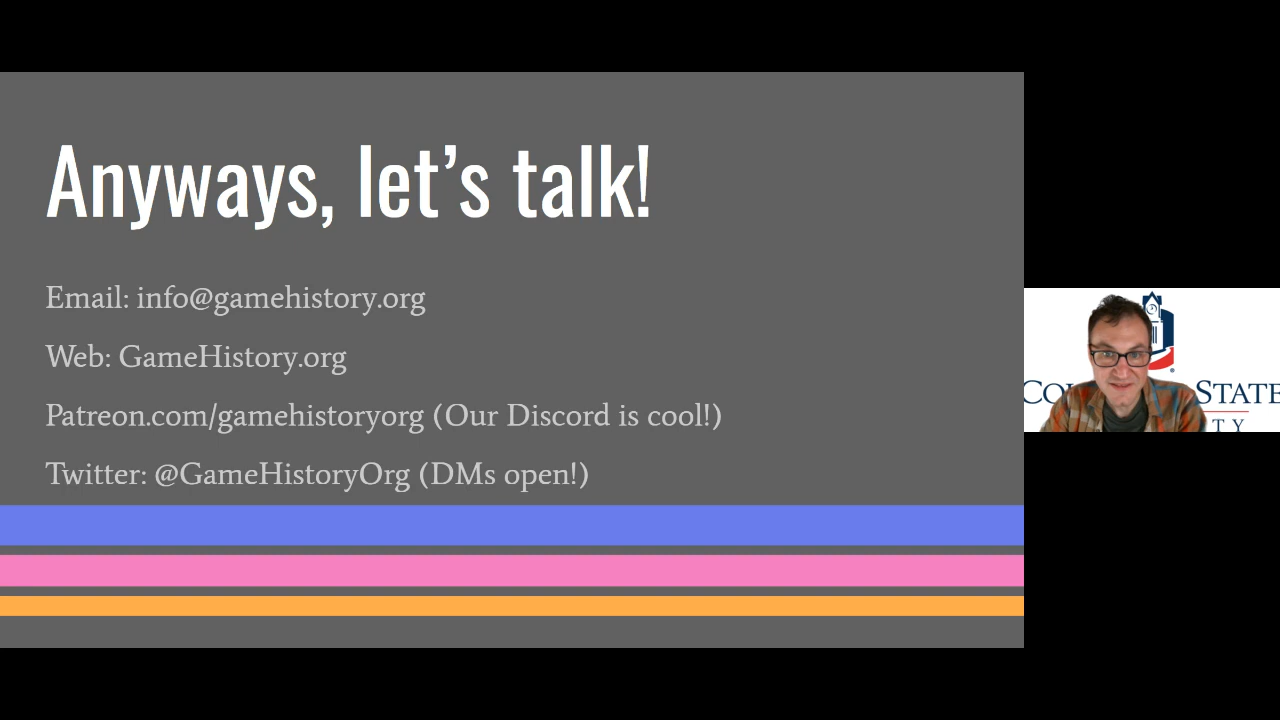 Anyways, let’s talk!
Email: info@gamehistory.org
Web: GameHistory.org
Patreon.com/gamehistoryorg (Our Discord is cool!)
Twitter: @GameHistoryOrg (DMs open!)
STATE